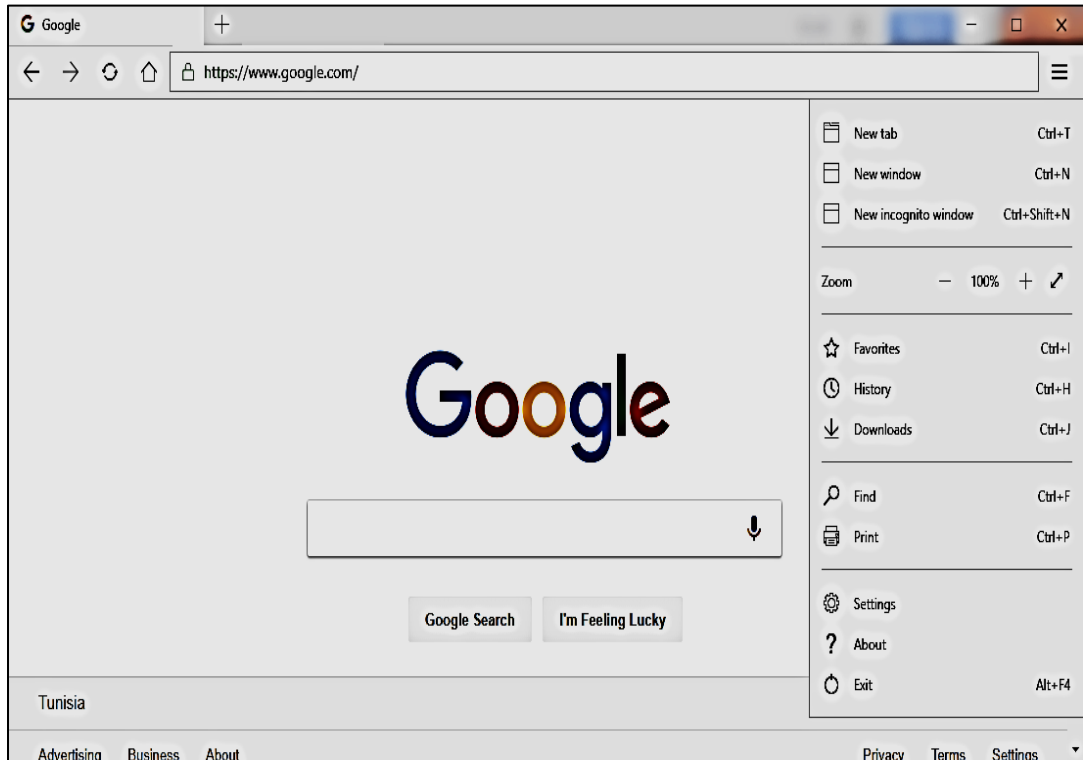 Google
https://www.google.com/
New tab Ctrl+T
New window Ctrl+N
New incognito window Ctrl+Shift+N
Zoom — 100% +
Favorites Ctrl+I
History Ctrl+H
Downloads Ctrl+J
Find Ctrl+F
Print Ctrl+P
Settings
About
Exit Alt+F4
Google
Google Search I'm Feeling Lucky
Tunisia
Advertising Business About Privacy Terms Settings